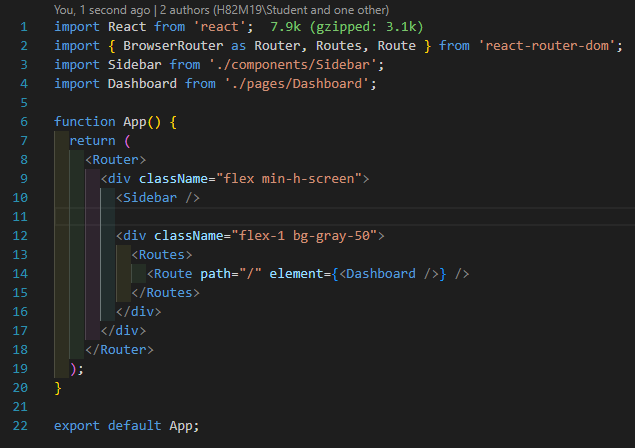 You, 1 second ago | 2 authors (H82M19\Student and one other)
1 import React from 'react'; 7.9k (gzipped: 3.1k)
2 import { BrowserRouter as Router, Routes, Route } from 'react-router-dom';
3 import Sidebar from './components/Sidebar';
4 import Dashboard from './pages/Dashboard';
5
6 function App() {
7   return (
8     <Router>
9       <div className="flex min-h-screen">
10         <Sidebar />
11
12         <div className="flex-1 bg-gray-50">
13           <Routes>
14             <Route path="/" element={<Dashboard />} />
15           </Routes>
16         </div>
17       </div>
18     </Router>
19   );
20 }
21
22 export default App;